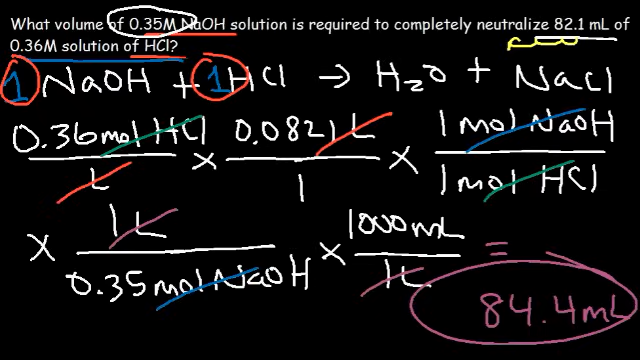 What volume of 0.35M NaOH solution is required to completely neutralize 82.1 mL of
0.36M solution of HCl?
1 NaOH + 1 HCl → H₂O + NaCl
0.36 mol HCl / L × 0.0821 L / 1 × 1 mol NaOH / 1 mol HCl
× 1 L / 0.35 mol NaOH × 1000 mL / 1L =
84.4 mL